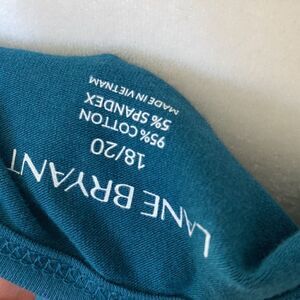 LANE BRYANT
18/20
95% COTTON
5% SPANDEX
MADE IN VIETNAM